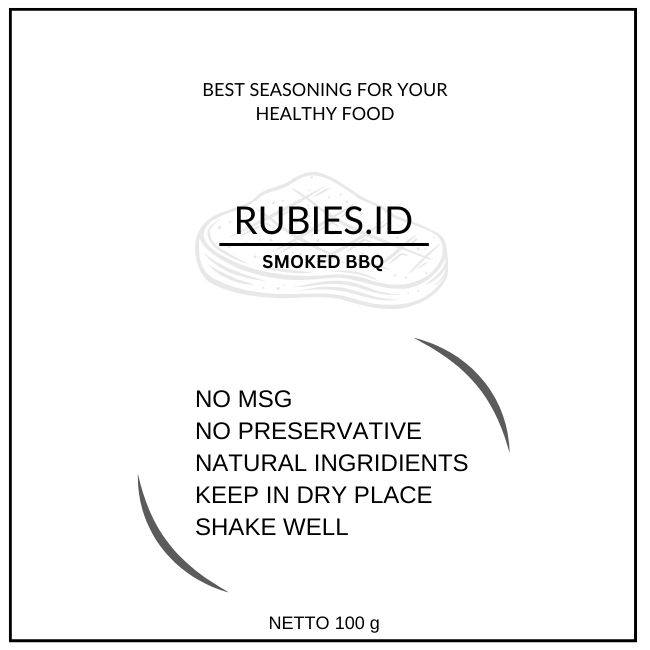 BEST SEASONING FOR YOUR
HEALTHY FOOD
RUBIES.ID
SMOKED BBQ
NO MSG
NO PRESERVATIVE
NATURAL INGRIDIENTS
KEEP IN DRY PLACE
SHAKE WELL
NETTO 100 g